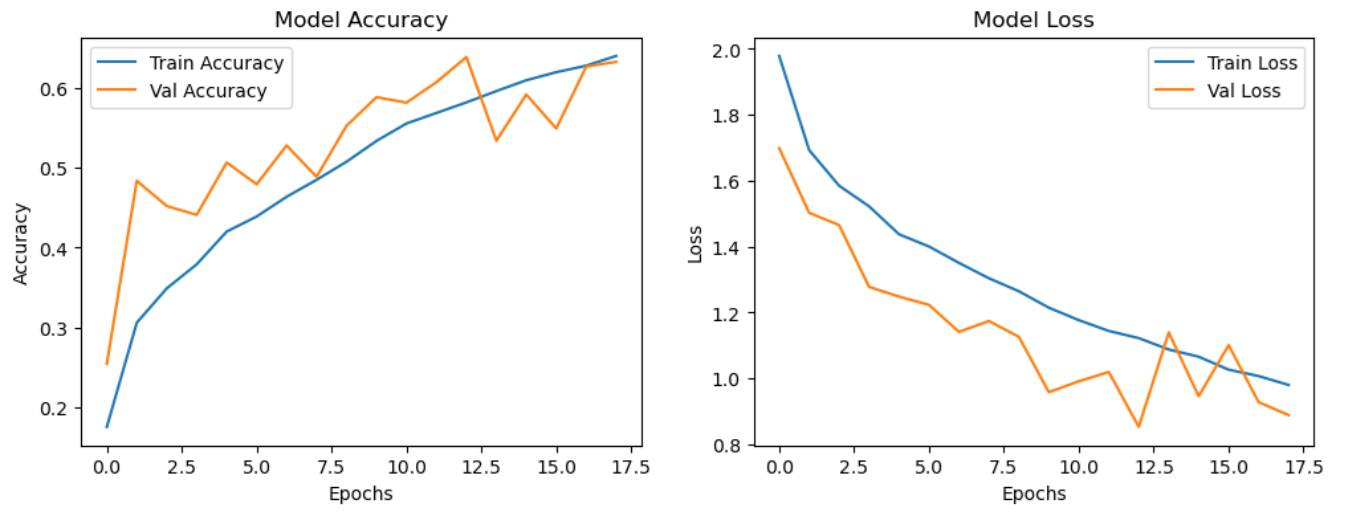 Model Accuracy
Train Accuracy
Val Accuracy
Accuracy
0.6
0.5
0.4
0.3
0.2
0.0 2.5 5.0 7.5 10.0 12.5 15.0 17.5
Epochs
Model Loss
Train Loss
Val Loss
Loss
2.0
1.8
1.6
1.4
1.2
1.0
0.8
0.0 2.5 5.0 7.5 10.0 12.5 15.0 17.5
Epochs